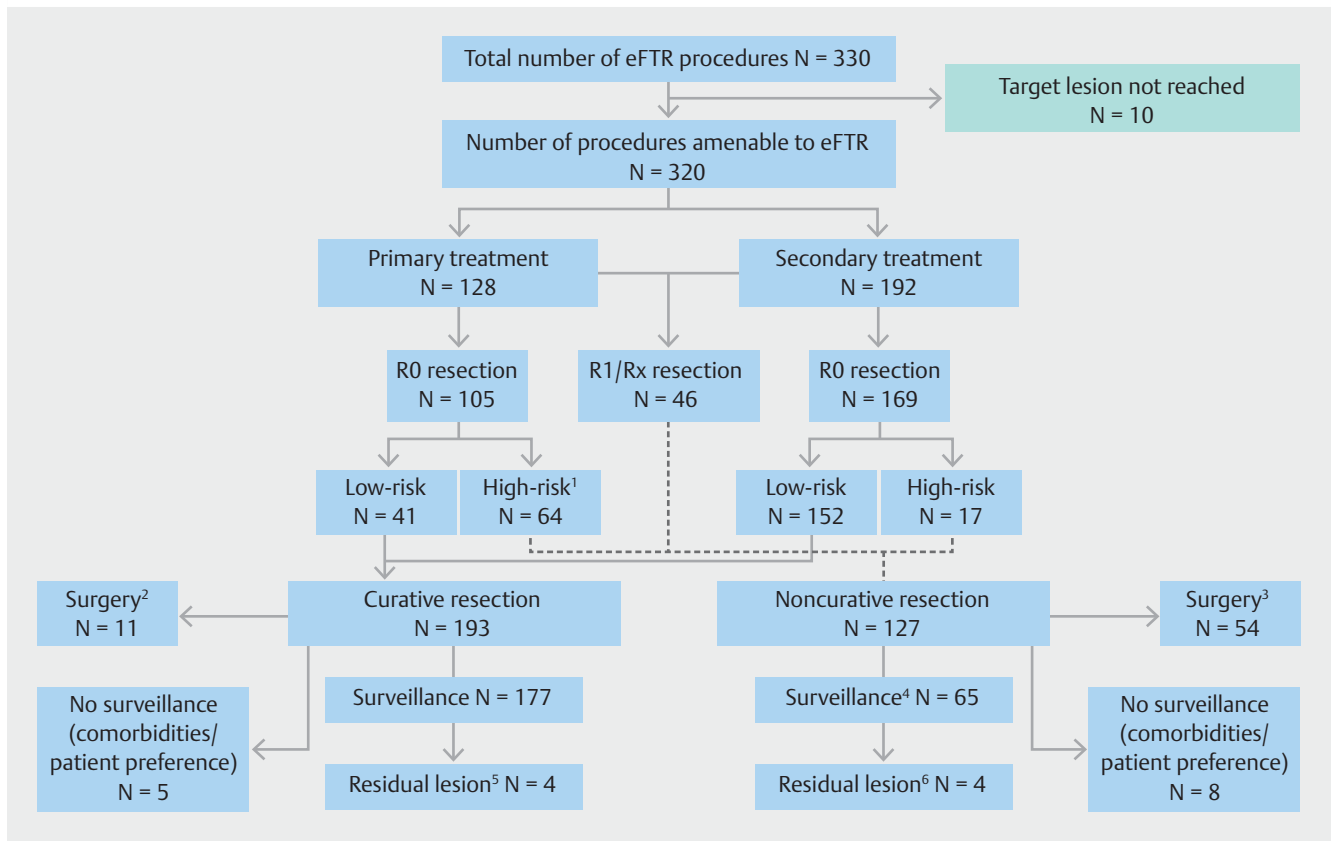 Total number of eFTR procedures N = 330
Target lesion not reached
N = 10
Number of procedures amenable to eFTR
N = 320
Primary treatment
N = 128
Secondary treatment
N = 192
R0 resection
N = 105
R1/Rx resection
N = 46
R0 resection
N = 169
Low-risk
N = 41
High-risk¹
N = 64
Low-risk
N = 152
High-risk
N = 17
Surgery²
N = 11
Curative resection
N = 193
Noncurative resection
N = 127
Surgery³
N = 54
No surveillance
(comorbidities/
patient preference)
N = 5
Surveillance N = 177
Surveillance⁴ N = 65
No surveillance
(comorbidities/
patient preference)
N = 8
Residual lesion⁵ N = 4
Residual lesion⁶ N = 4